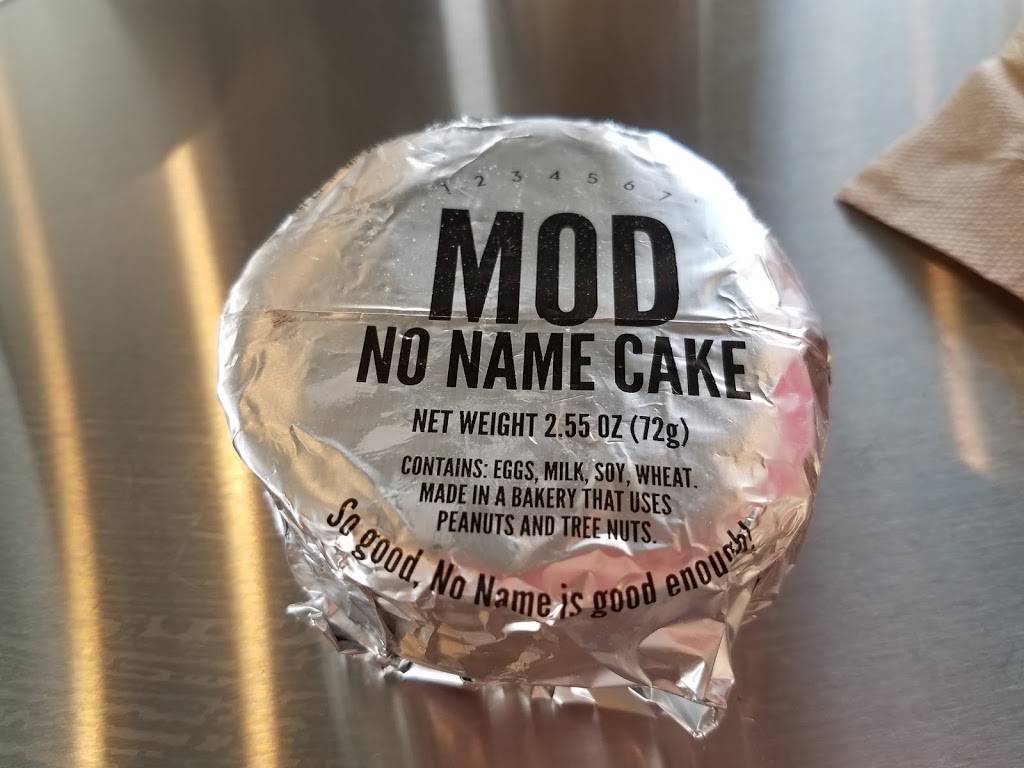 1 2 3 4 5 6 7
MOD
NO NAME CAKE
NET WEIGHT 2.55 OZ (72g)
CONTAINS: EGGS, MILK, SOY, WHEAT.
MADE IN A BAKERY THAT USES
PEANUTS AND TREE NUTS.
So good, No Name is good enough!